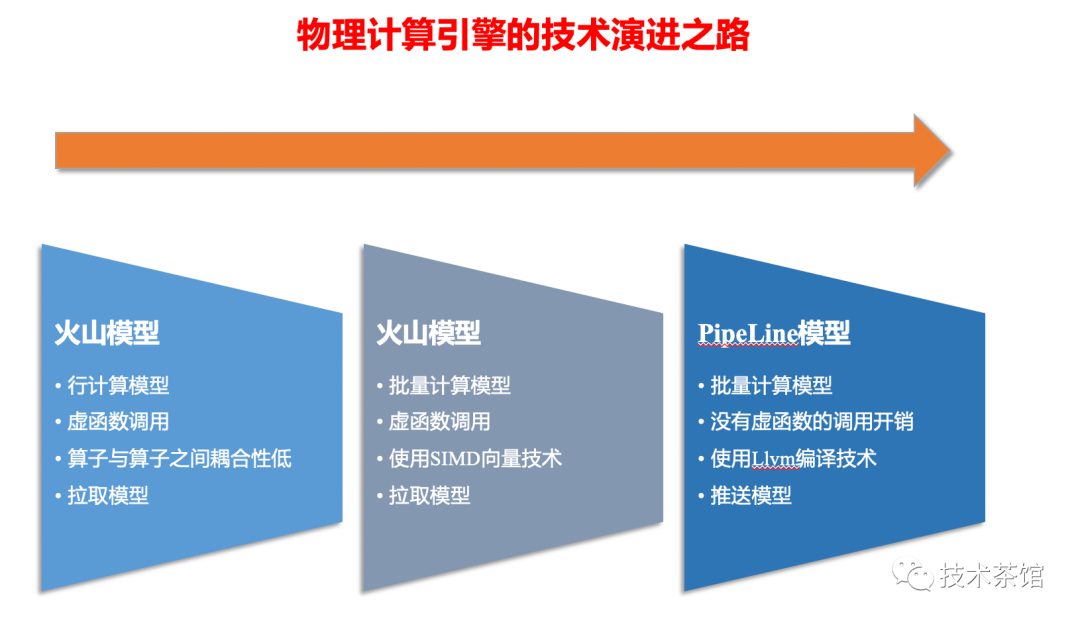 物理计算引擎的技术演进之路
火山模型
• 行计算模型
• 虚函数调用
• 算子与算子之间耦合性低
• 拉取模型
火山模型
• 批量计算模型
• 虚函数调用
• 使用SIMD向量技术
• 拉取模型
PipeLine模型
• 批量计算模型
• 没有虚函数的调用开销
• 使用Llvm编译技术
• 推送模型
技术茶馆